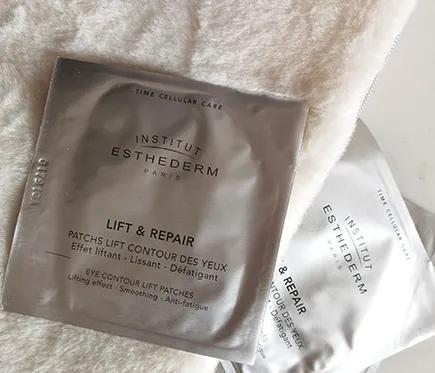 TIME CELLULAR CARE
INSTITUT
ESTHEDERM
PARIS
LIFT & REPAIR
PATCHS LIFT CONTOUR DES YEUX
Effet liftant - Lissant - Défatigant
EYE CONTOUR LIFT PATCHES
Lifting effect - Smoothing - Anti-fatigue
TIME CELLULAR CARE
INSTITUT
ESTHEDERM
PARIS
& REPAIR
CONTOUR DES YEUX
- Défatigant